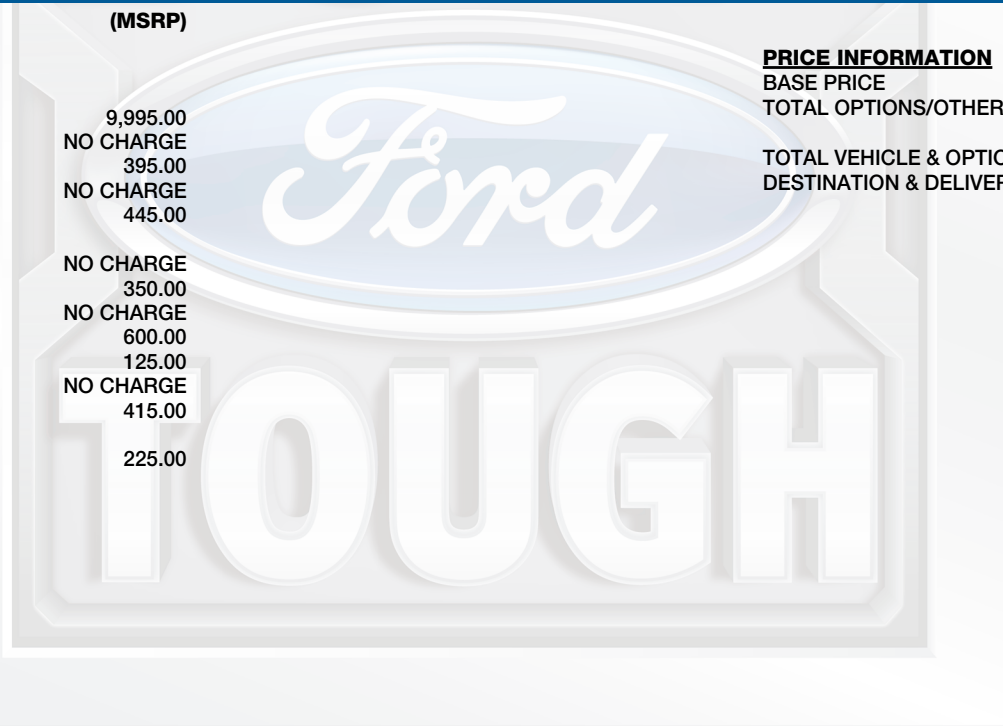 (MSRP)
9,995.00
NO CHARGE
395.00
NO CHARGE
445.00
NO CHARGE
350.00
NO CHARGE
600.00
125.00
NO CHARGE
415.00
225.00
PRICE INFORMATION
BASE PRICE
TOTAL OPTIONS/OTHER
TOTAL VEHICLE & OPTIO
DESTINATION & DELIVER
Ford
TOUGH